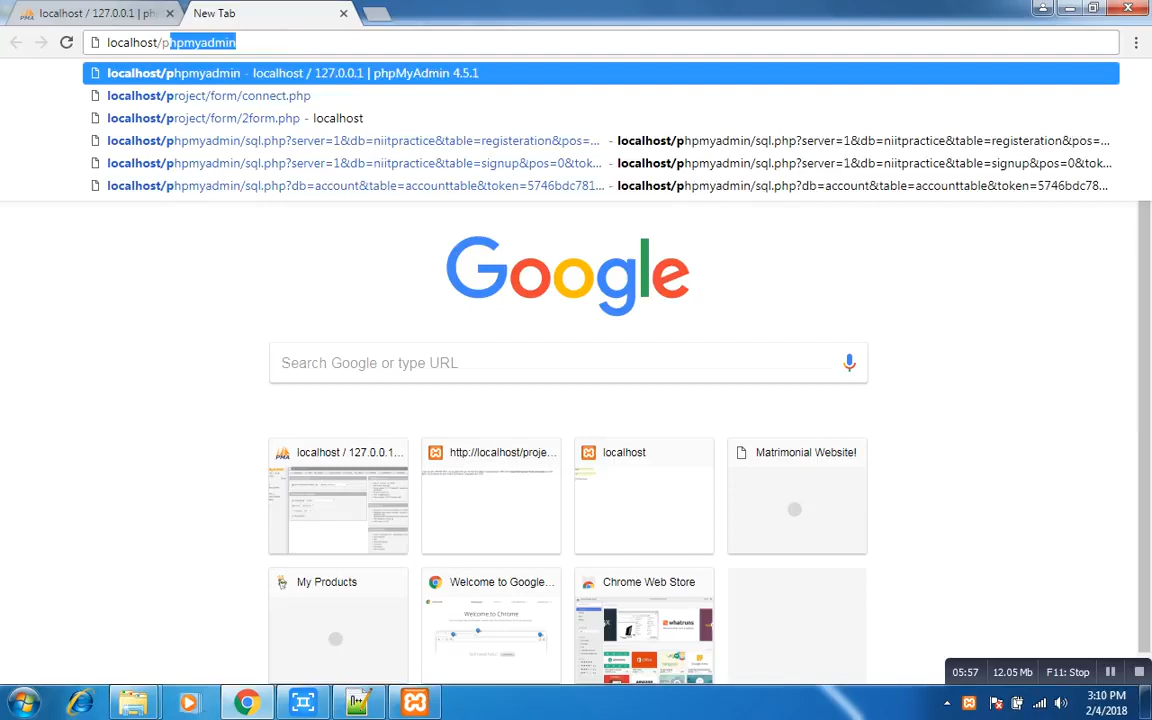 localhost / 127.0.0.1 | ph
New Tab
localhost/phpmyadmin
localhost/phpmyadmin - localhost / 127.0.0.1 | phpMyAdmin 4.5.1
localhost/project/form/connect.php
localhost/project/form/2form.php - localhost
localhost/phpmyadmin/sql.php?server=1&db=niitpractice&table=registeration&pos=... - localhost/phpmyadmin/sql.php?server=1&db=niitpractice&table=registeration&pos=...
localhost/phpmyadmin/sql.php?server=1&db=niitpractice&table=signup&pos=0&tok... - localhost/phpmyadmin/sql.php?server=1&db=niitpractice&table=signup&pos=0&tok...
localhost/phpmyadmin/sql.php?db=account&table=accounttable&token=5746bdc781... - localhost/phpmyadmin/sql.php?db=account&table=accounttable&token=5746bdc78...
Google
Search Google or type URL
localhost / 127.0.0.1...
http://localhost/proje...
localhost
Matrimonial Website!
My Products
Welcome to Google...
Chrome Web Store
Welcome to Chrome
whatruns
Office
05:57
12.05 Mb
F11: Stop
3:10 PM
2/4/2018